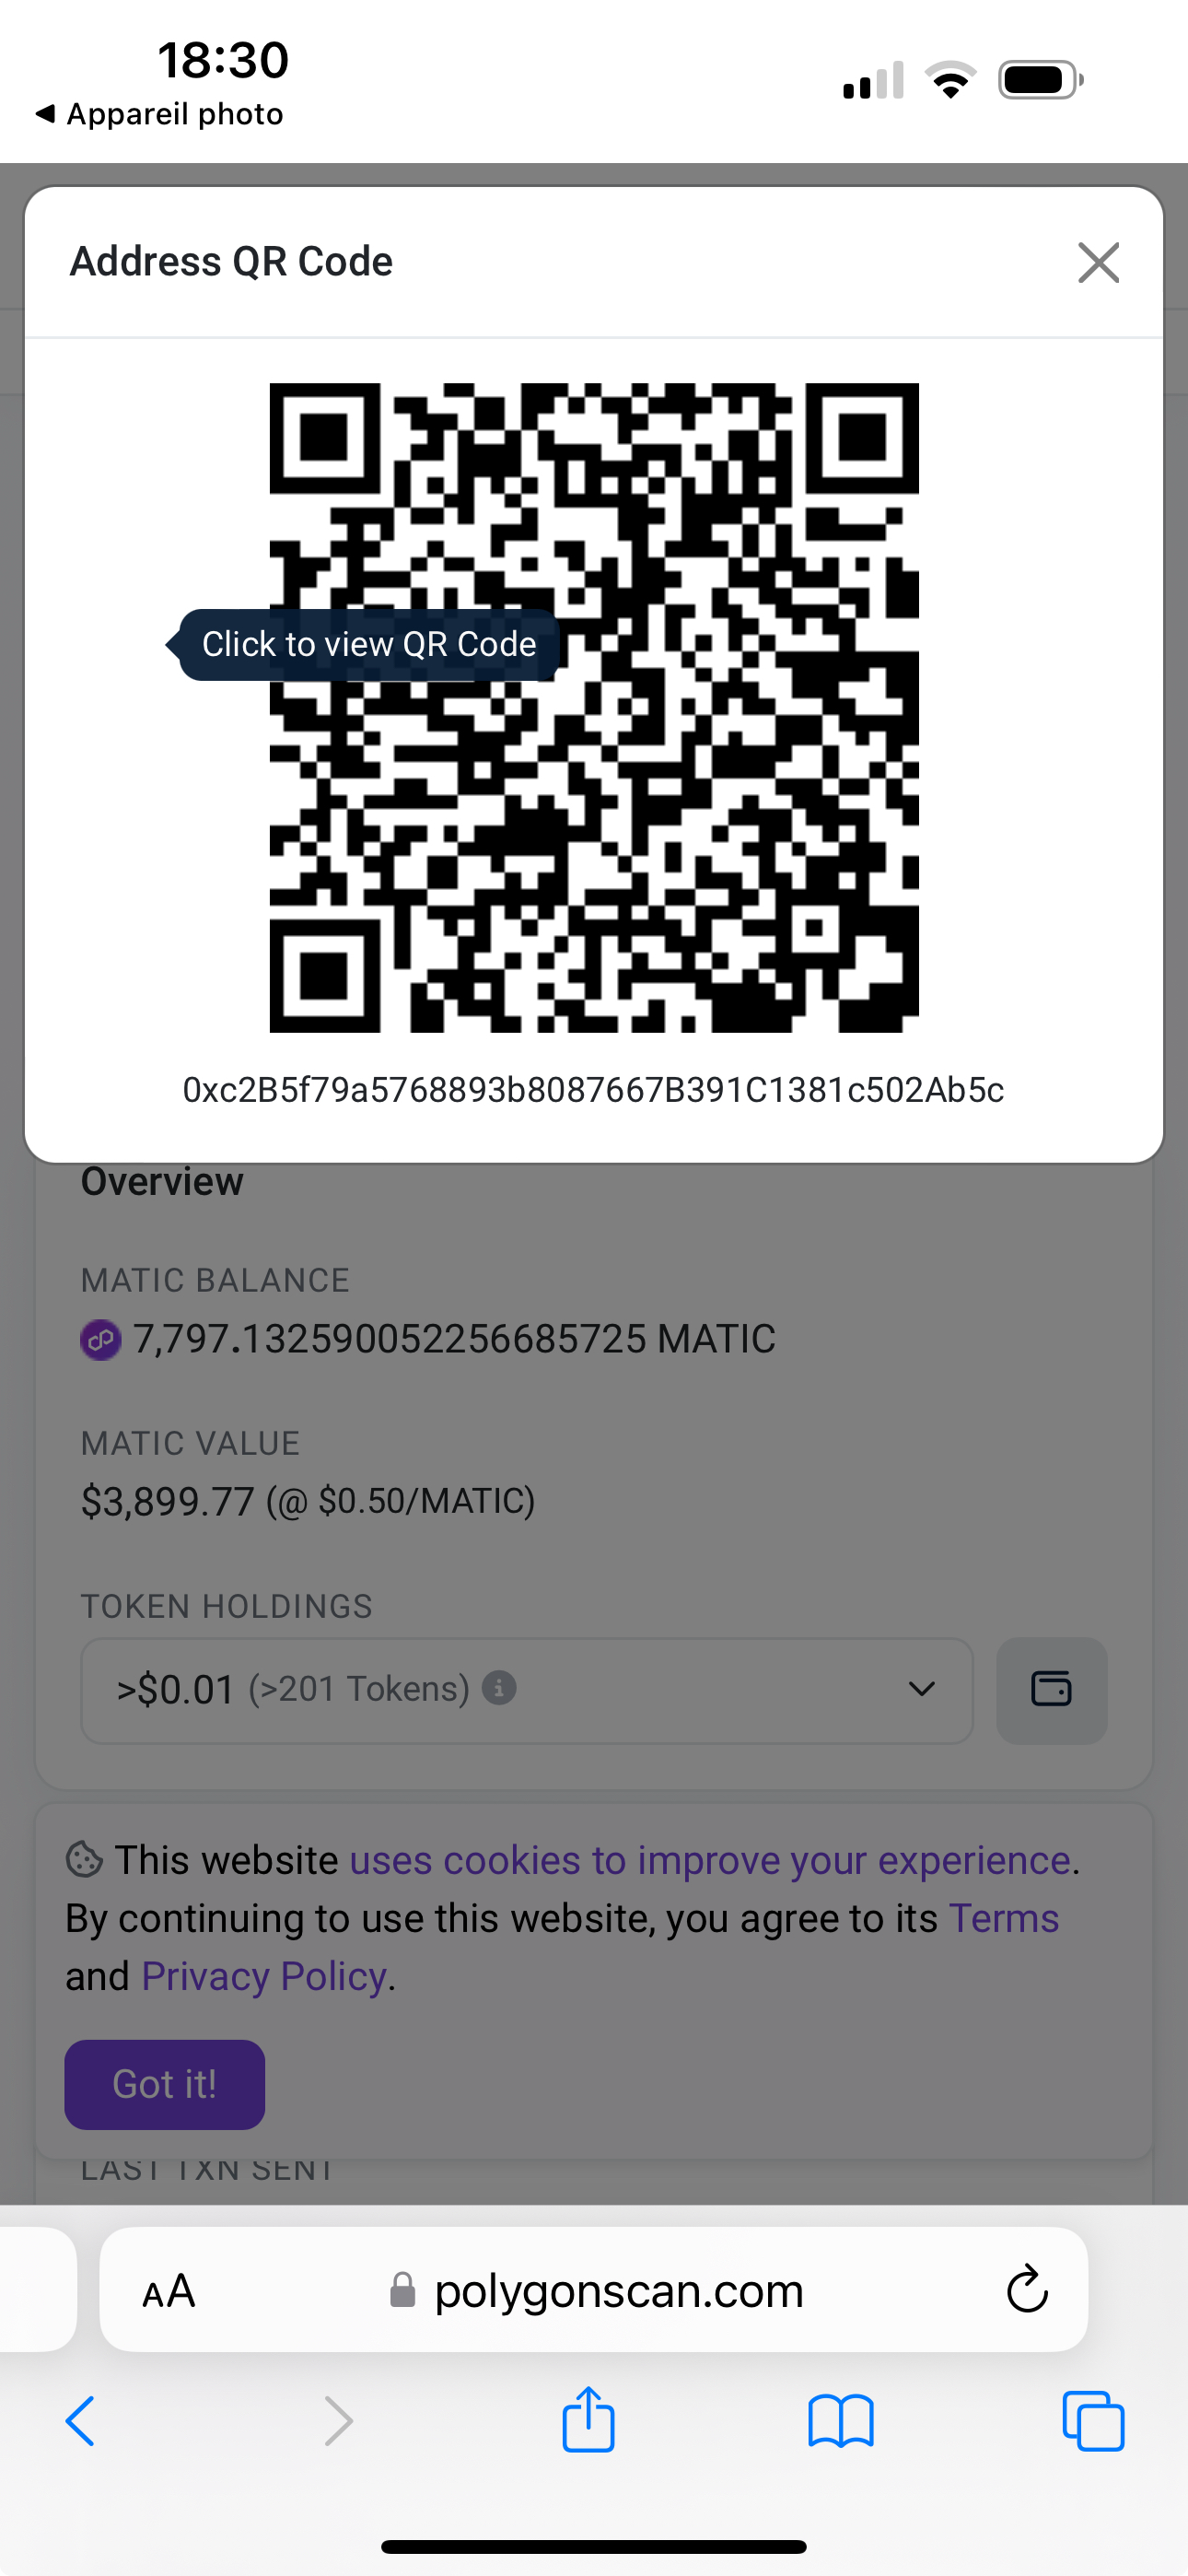 18:30
◀ Appareil photo
Address QR Code
Click to view QR Code
0xc2B5f79a5768893b8087667B391C1381c502Ab5c
Overview
MATIC BALANCE
7,797.132590052256685725 MATIC
MATIC VALUE
$3,899.77 (@ $0.50/MATIC)
TOKEN HOLDINGS
>$0.01 (>201 Tokens)
This website uses cookies to improve your experience.
By continuing to use this website, you agree to its Terms
and Privacy Policy.
Got it!
LAST TXN SENT
AA polygonscan.com